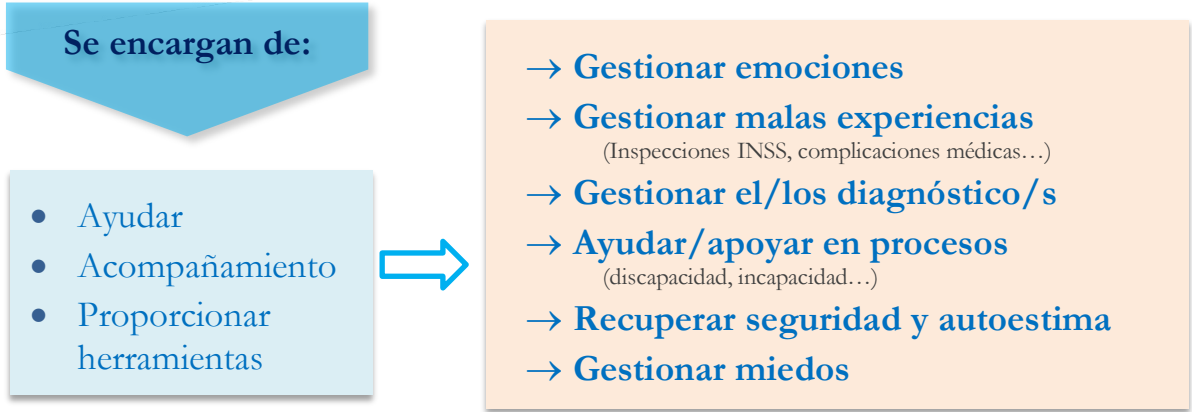 Se encargan de:
• Ayudar
• Acompañamiento
• Proporcionar
herramientas
→ Gestionar emociones
→ Gestionar malas experiencias
(Inspecciones INSS, complicaciones médicas…)
→ Gestionar el/los diagnóstico/s
→ Ayudar/apoyar en procesos
(discapacidad, incapacidad…)
→ Recuperar seguridad y autoestima
→ Gestionar miedos